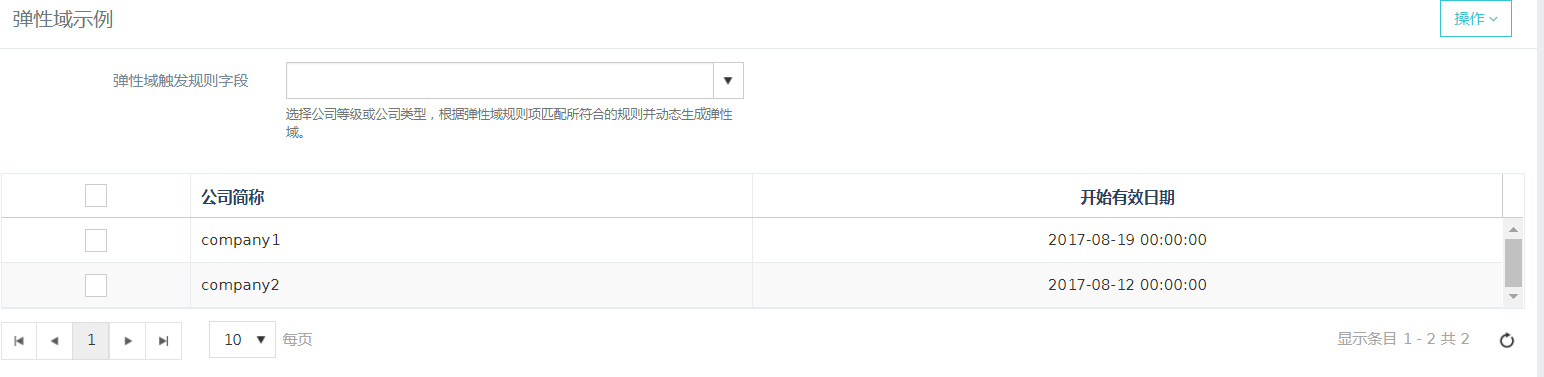 弹性域示例
操作
弹性域触发规则字段
选择公司等级或公司类型，根据弹性域规则项匹配所符合的规则并动态生成弹性
域。
公司简称 开始有效日期
company1 2017-08-19 00:00:00
company2 2017-08-12 00:00:00
1 10 每页 显示条目 1 - 2 共 2